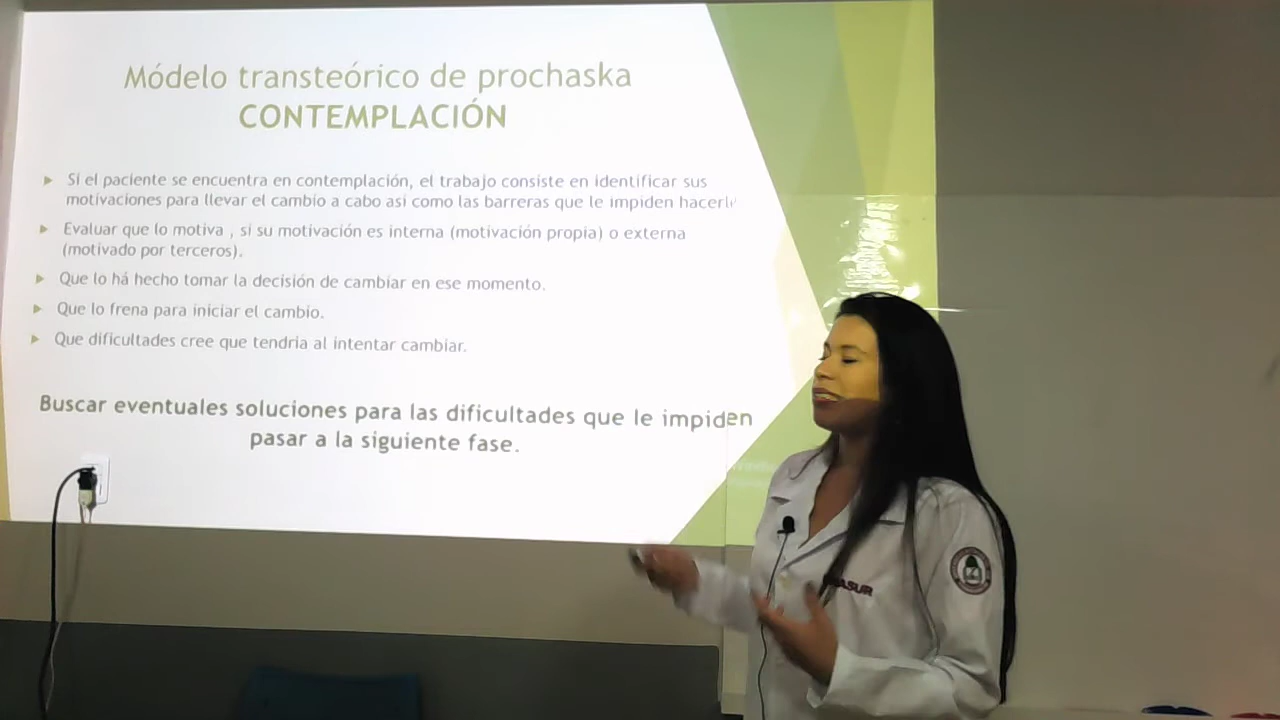 Módelo transteórico de prochaska
CONTEMPLACIÓN
Si el paciente se encuentra en contemplación, el trabajo consiste en identificar sus
motivaciones para llevar el cambio a cabo asi como las barreras que le impiden
Evaluar que lo motiva , si su motivación es interna (motivación propia) o externa
(motivado por terceros).
Que lo há hecho tomar la decisión de cambiar en ese momento.
Que lo frena para iniciar el cambio.
Que dificultades cree que tendria al intentar cambiar.
Buscar eventuales soluciones para las dificultades que le impiden
pasar a la siguiente fase.